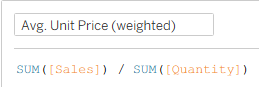 Avg. Unit Price (weighted)
SUM([Sales]) / SUM([Quantity])